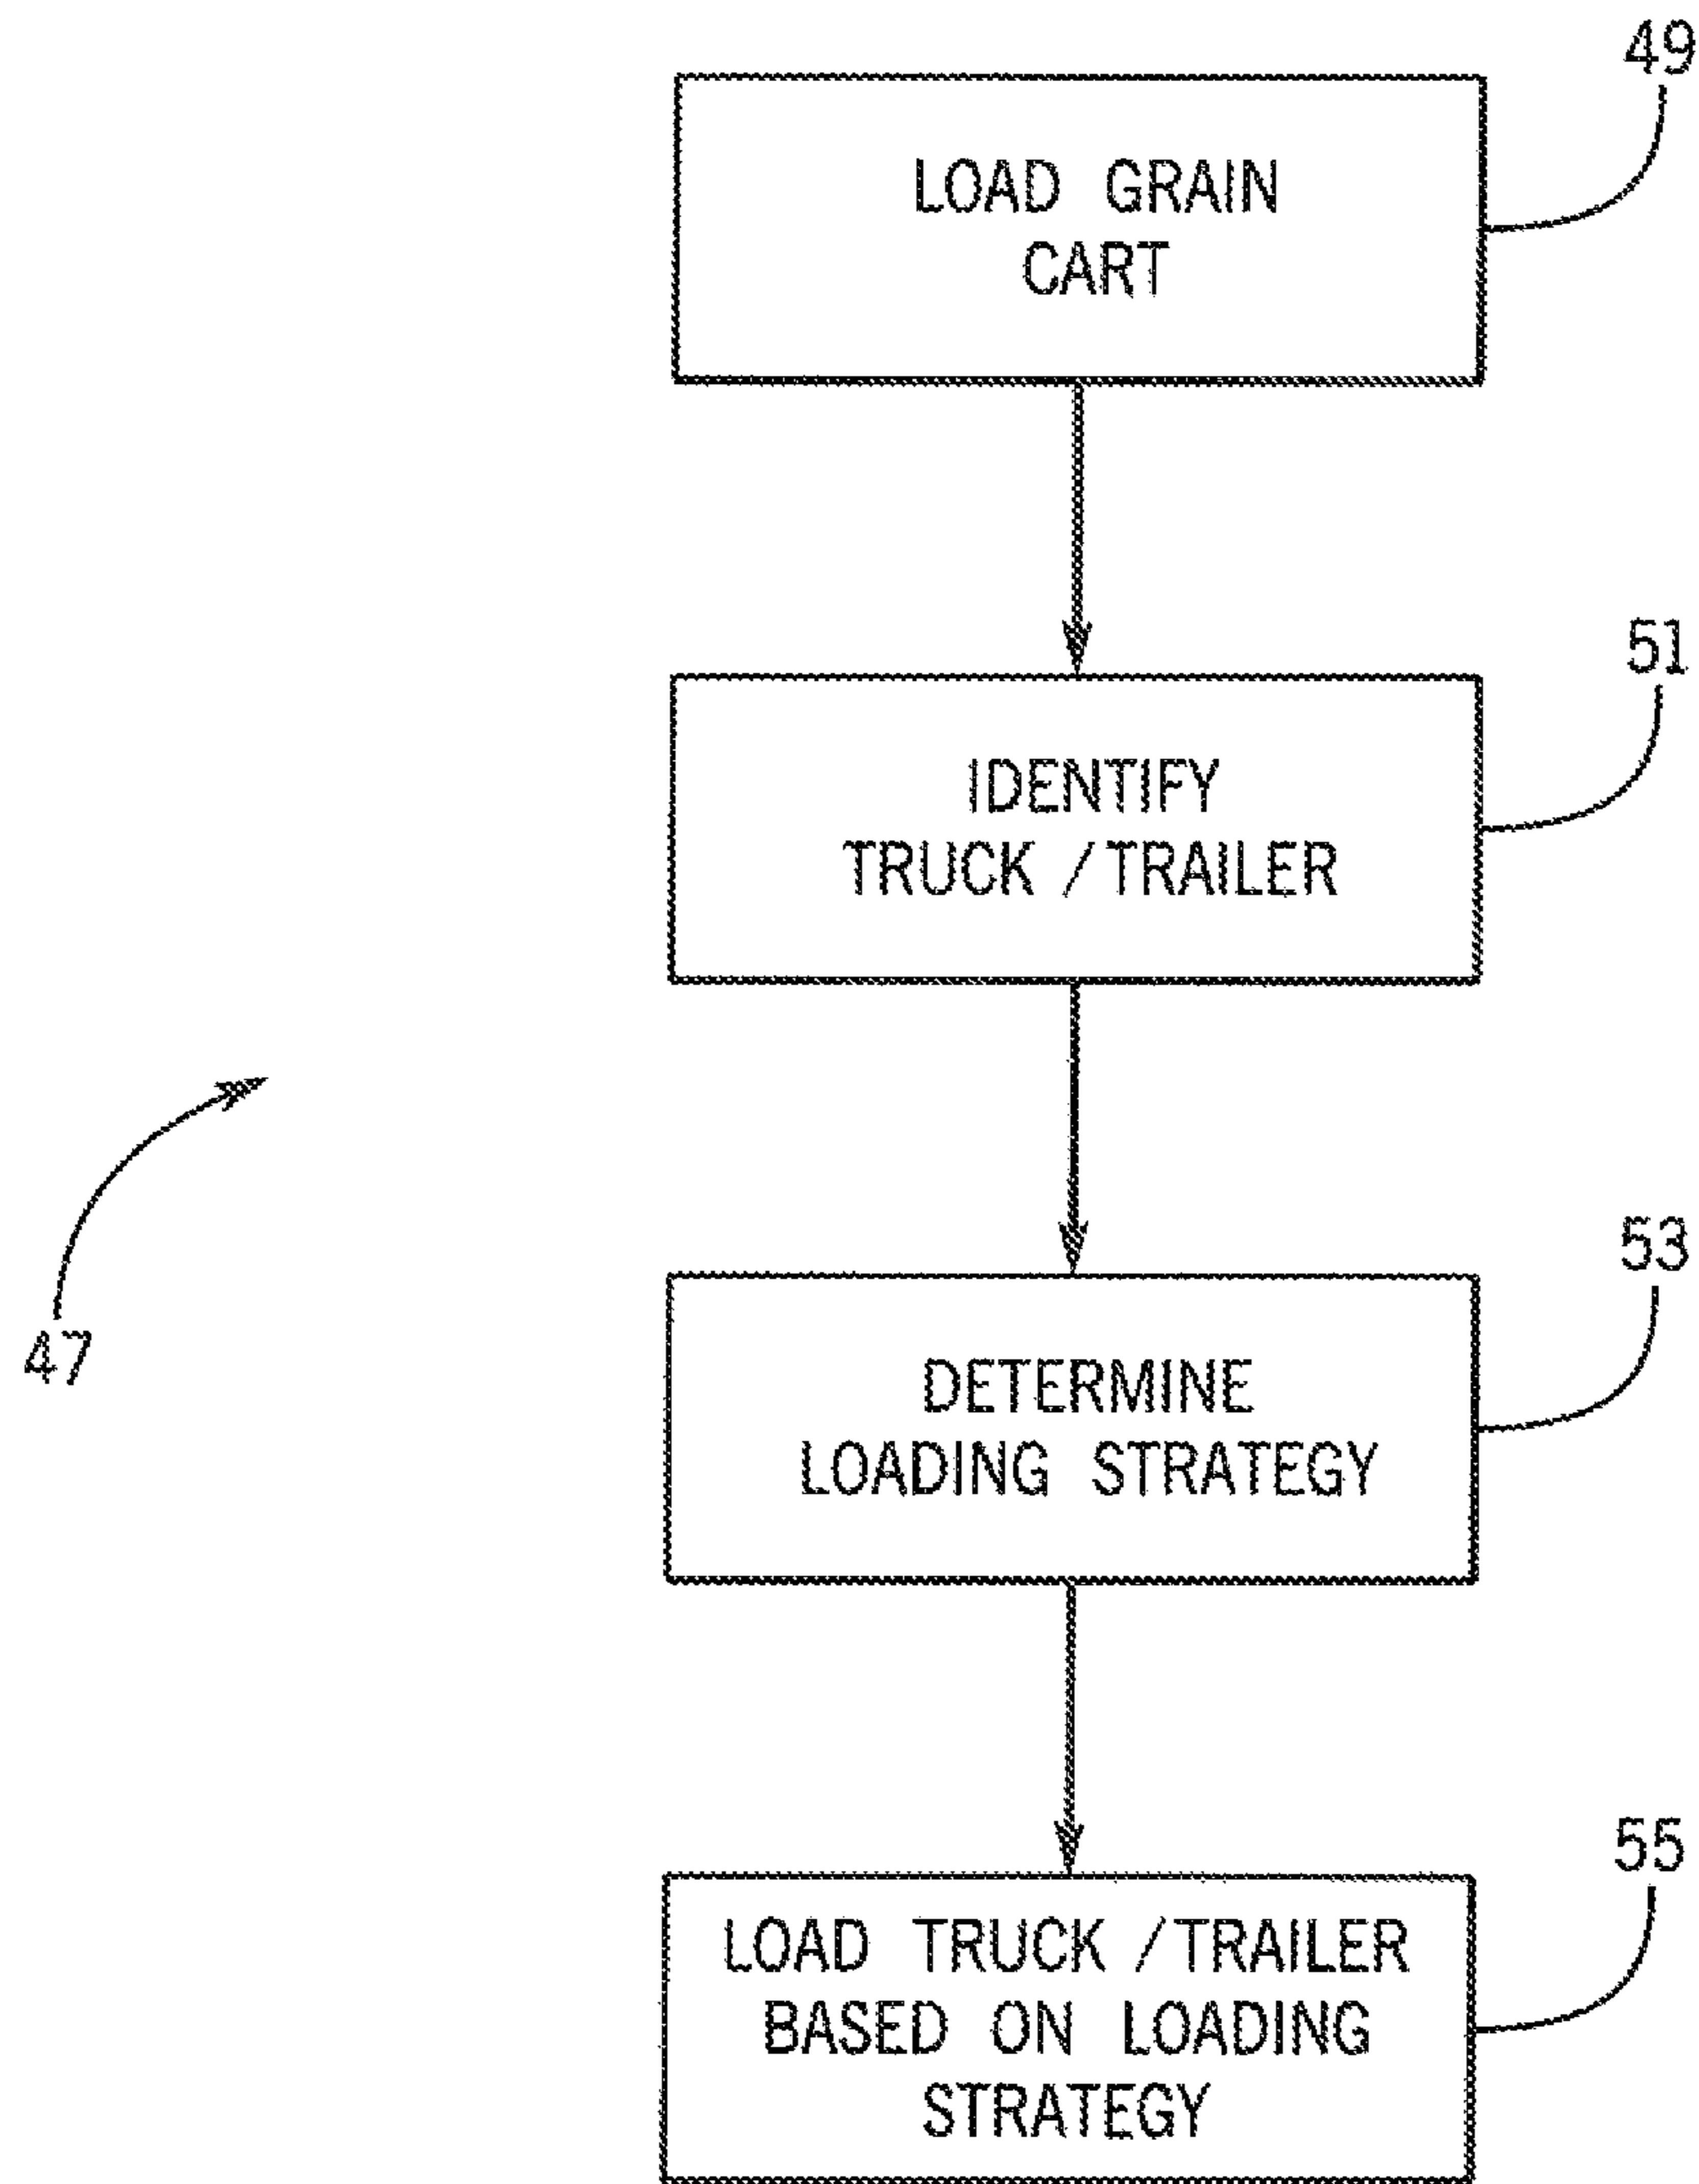 49
LOAD GRAIN
CART
51
IDENTIFY
TRUCK / TRAILER
53
47
DETERMINE
LOADING STRATEGY
55
LOAD TRUCK / TRAILER
BASED ON LOADING
STRATEGY